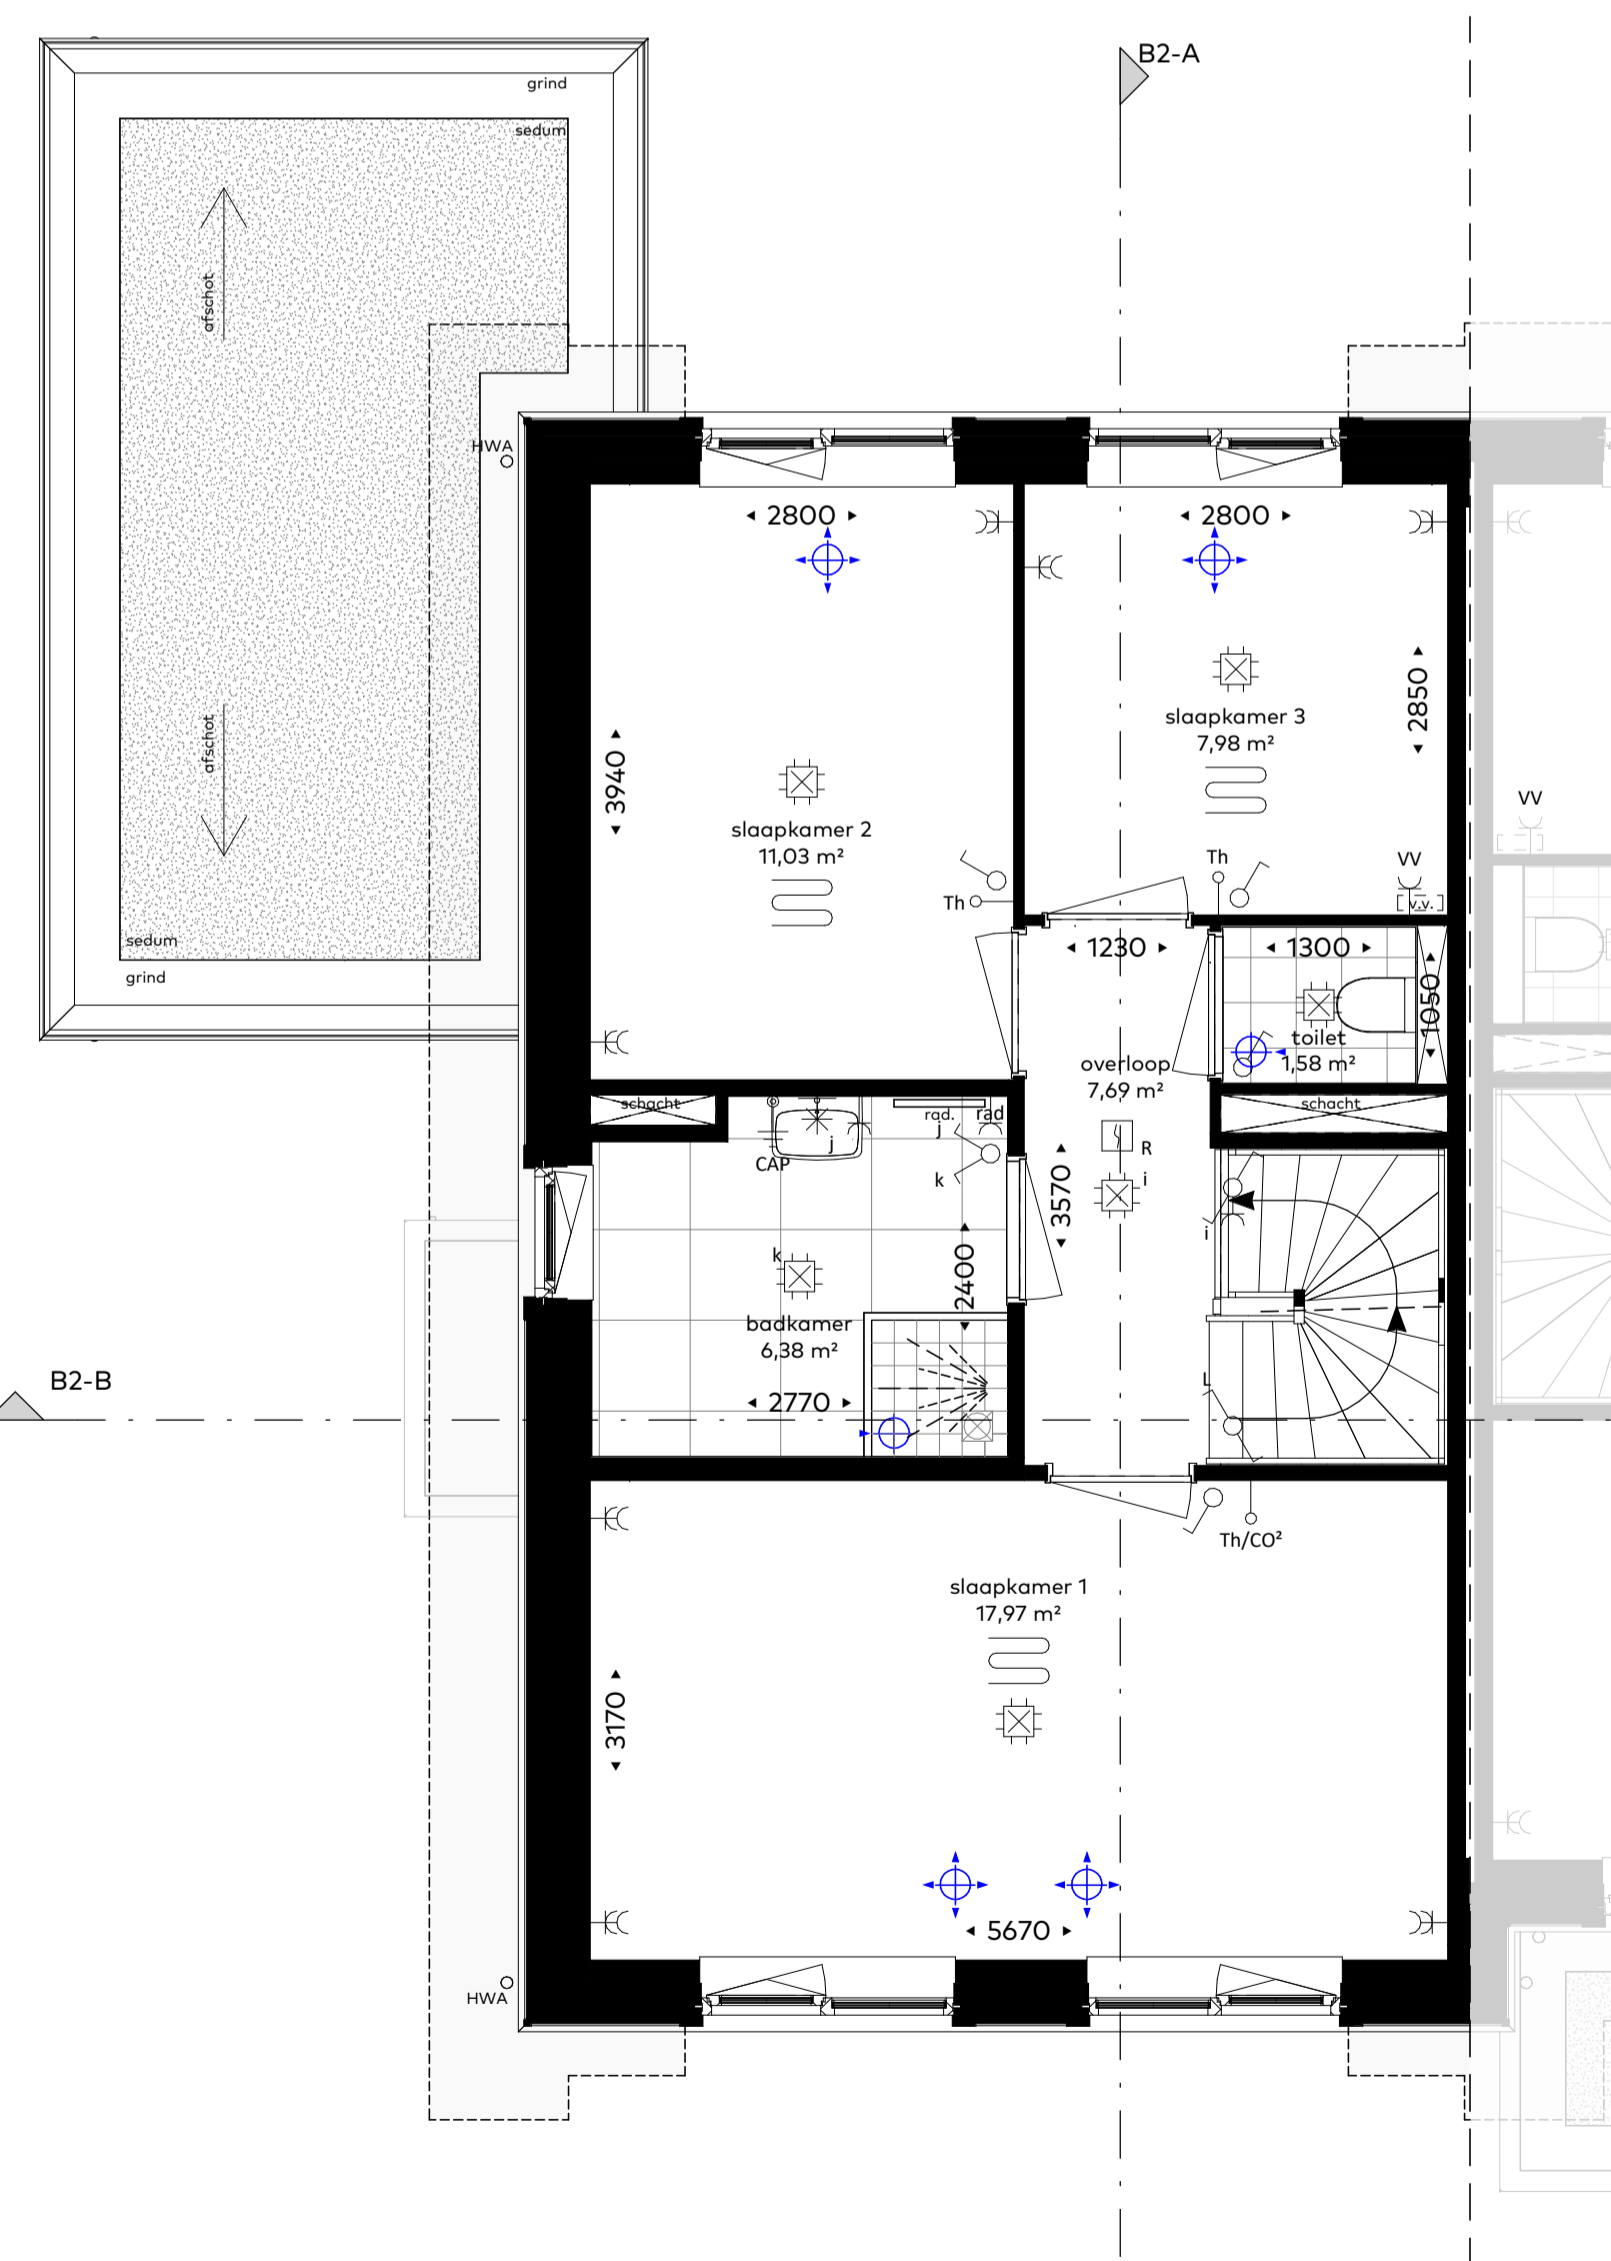 B2-A
grind
sedum
afschot
HWA
2800
2800
slaapkamer 3
7,98 m²
2850
afschot
3940
slaapkamer 2
11,03 m²
VV
Th
VV
v.v.
Th
sedum
grind
1230
1300
1050
toilet
1,58 m²
overloop
7,69 m²
schacht
schacht
rad.
rad
j
j
CAP
R
k
i
3570
i
k
2400
badkamer
6,38 m²
B2-B
L
2770
Th/CO²
slaapkamer 1
17,97 m²
3170
5670
HWA